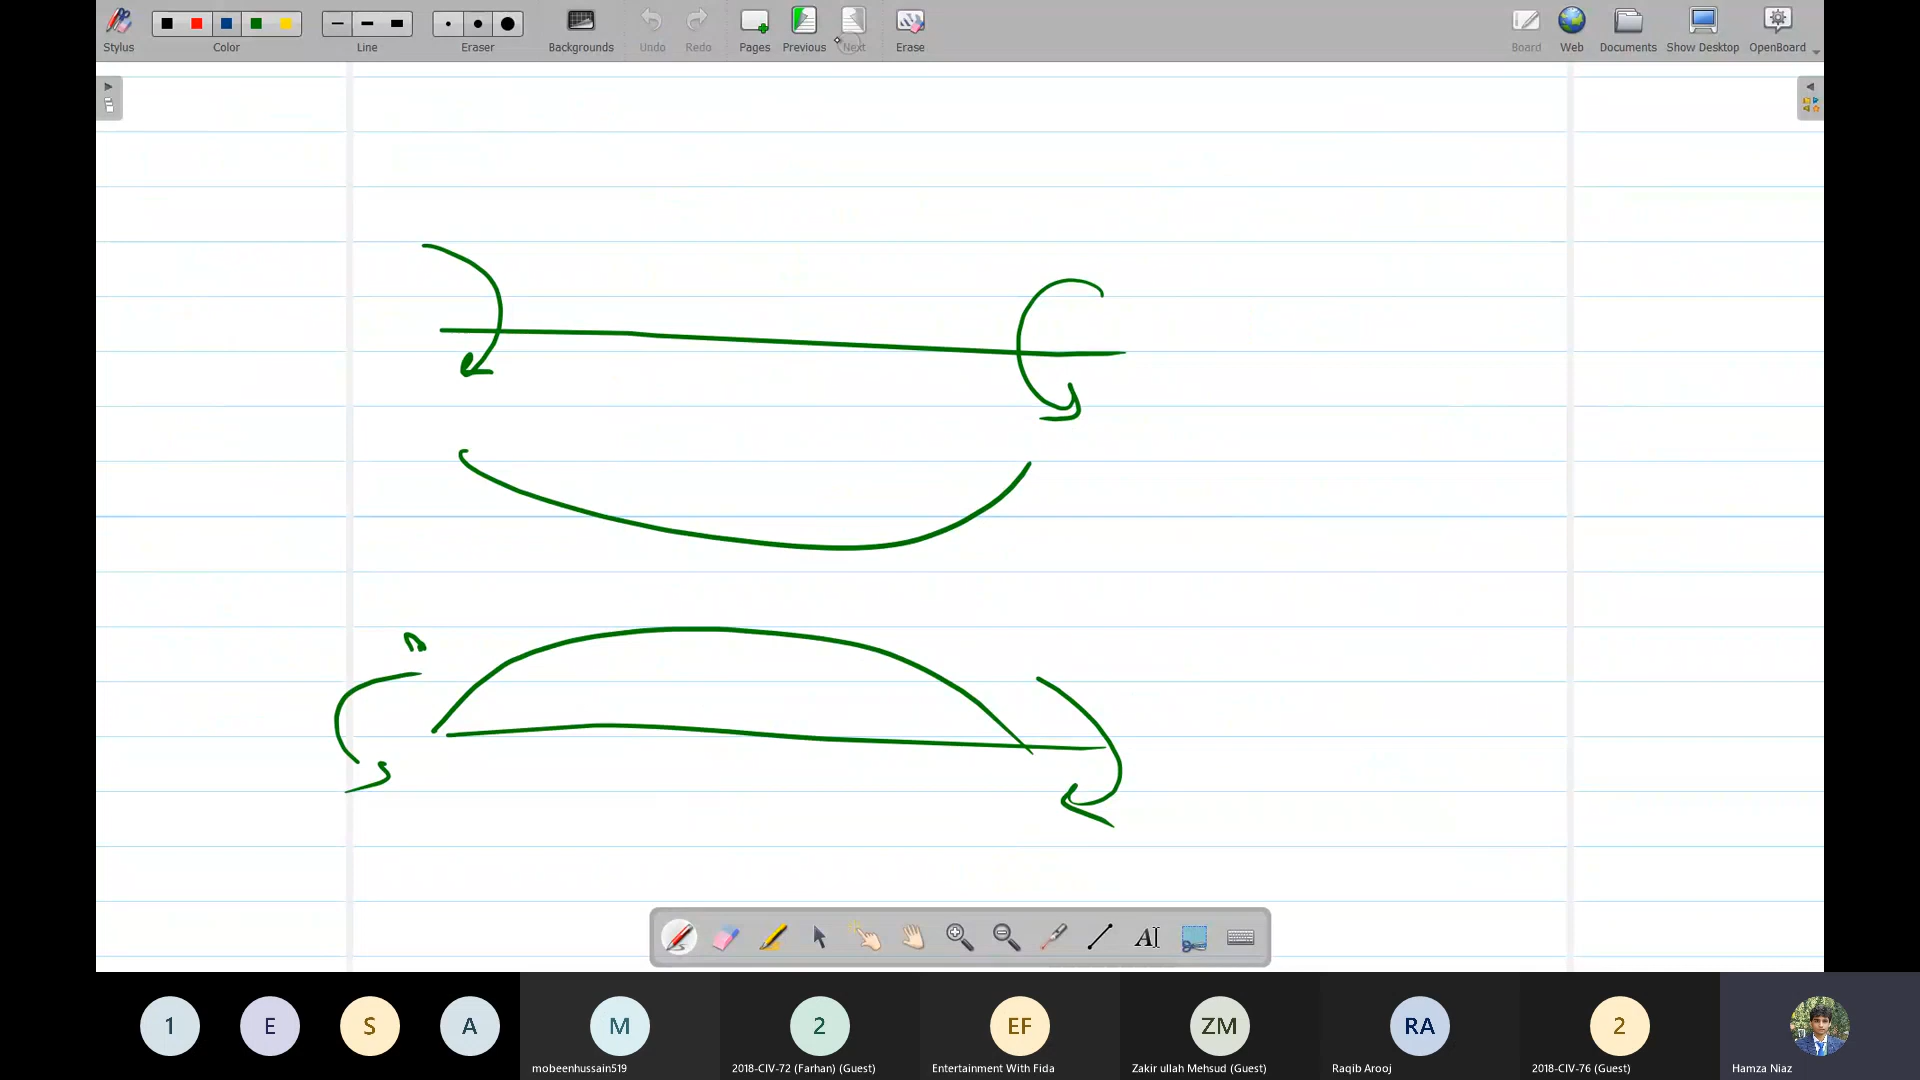 Stylus
Color
Line
Eraser
Backgrounds
Undo
Redo
Pages
Previous
Next
Erase
Board
Web
Documents
Show Desktop
OpenBoard
1
E
S
A
M
2
EF
ZM
RA
2
mobeenhussain519
2018-CIV-72 (Farhan) (Guest)
Entertainment With Fida
Zakir ullah Mehsud (Guest)
Raqib Arooj
2018-CIV-76 (Guest)
Hamza Niaz